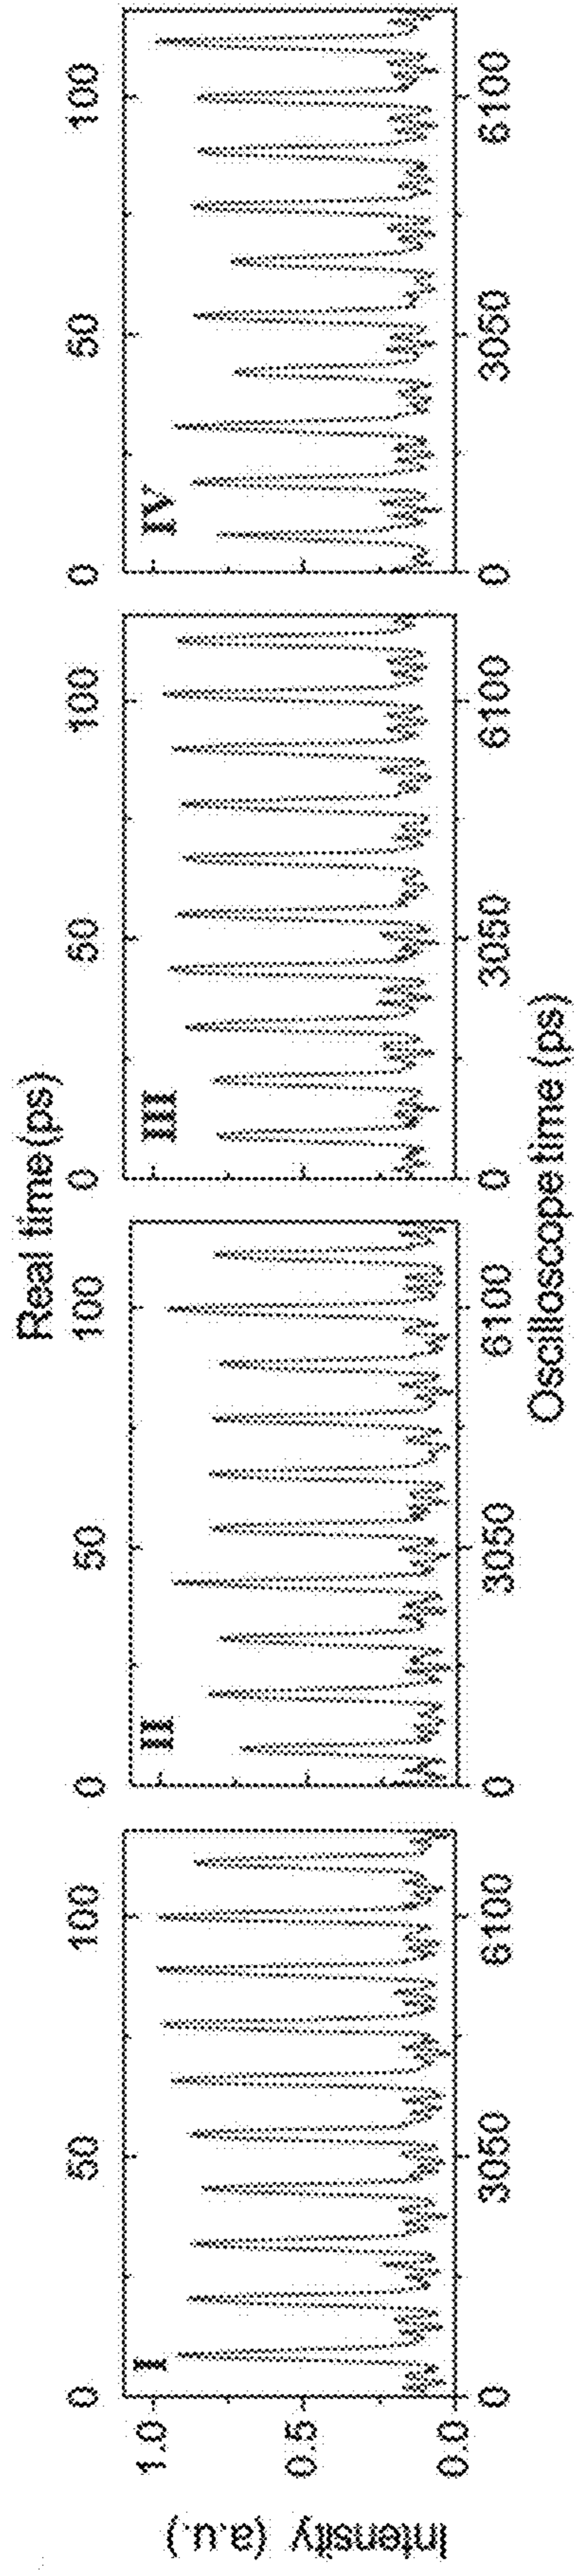 Real time (ps)
0 50 100 0 50 100 0 50 100 0 50 100
Intensity (a.u.)
1.0
0.5
0.0
I
II
III
IV
0 3050 6100 0 3050 6100 0 3050 6100 0 3050 6100
Oscilloscope time (ps)